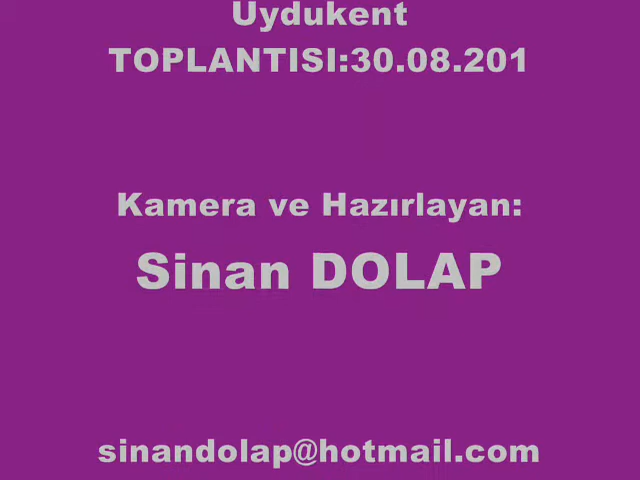 Uydukent
TOPLANTISI:30.08.201
Kamera ve Hazırlayan:
Sinan DOLAP
sinandolap@hotmail.com